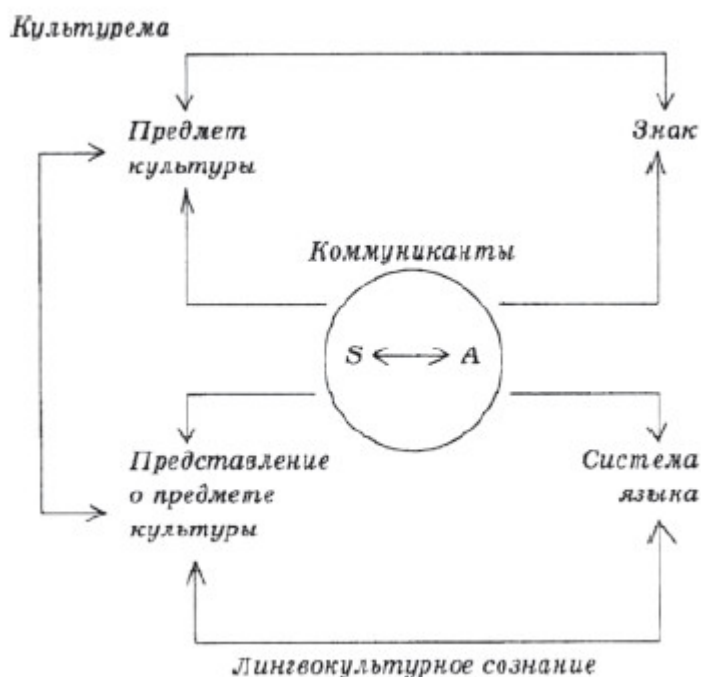 Культурема
Предмет
культуры
Знак
Коммуниканты
S
A
Представление
о предмете
культуры
Система
языка
Лингвокультурное сознание